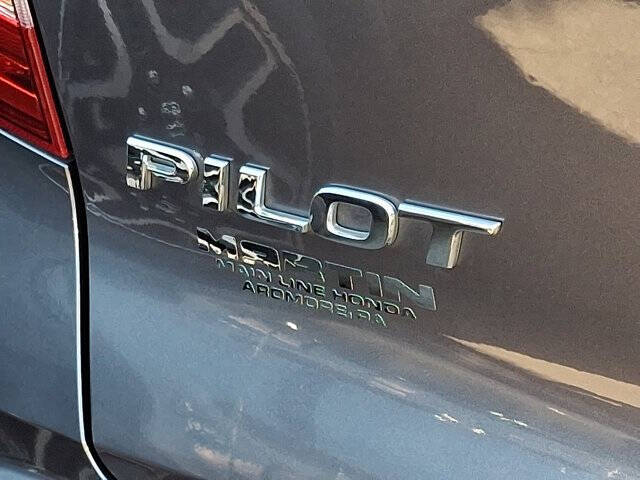 PILOT
MARTIN
MAIN LINE HONDA
ARDMORE, PA